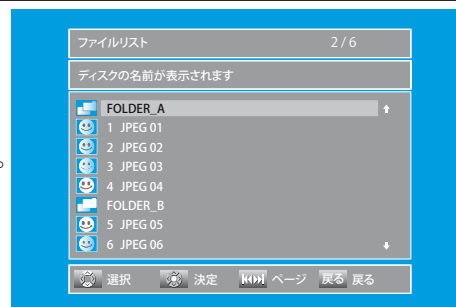 ファイルリスト 2/6
ディスクの名前が表示されます
FOLDER_A
1 JPEG 01
2 JPEG 02
3 JPEG 03
4 JPEG 04
FOLDER_B
5 JPEG 05
6 JPEG 06
選択 決定 ページ 戻る 戻る